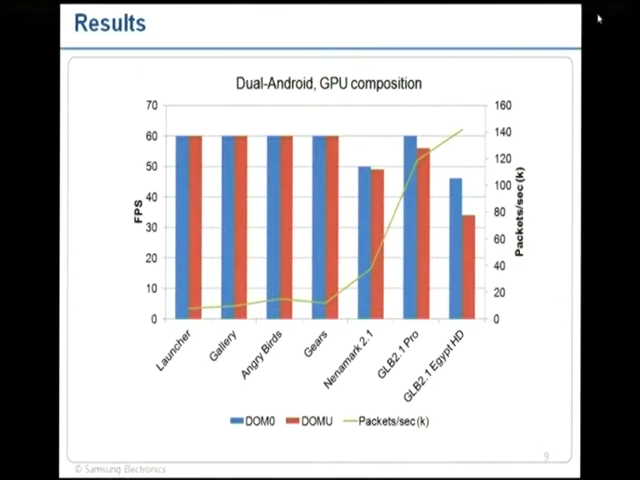 Results
Dual-Android, GPU composition
70
60
50
40
30
20
10
0
FPS
160
140
120
100
80
60
40
20
0
Packets/sec(k)
Launcher
Gallery
Angry Birds
Gears
Nenamark 2.1
GLB2.1 Pro
GLB2.1 Egypt HD
DOM0
DOMU
Packets/sec(k)
9
© Samsung Electronics